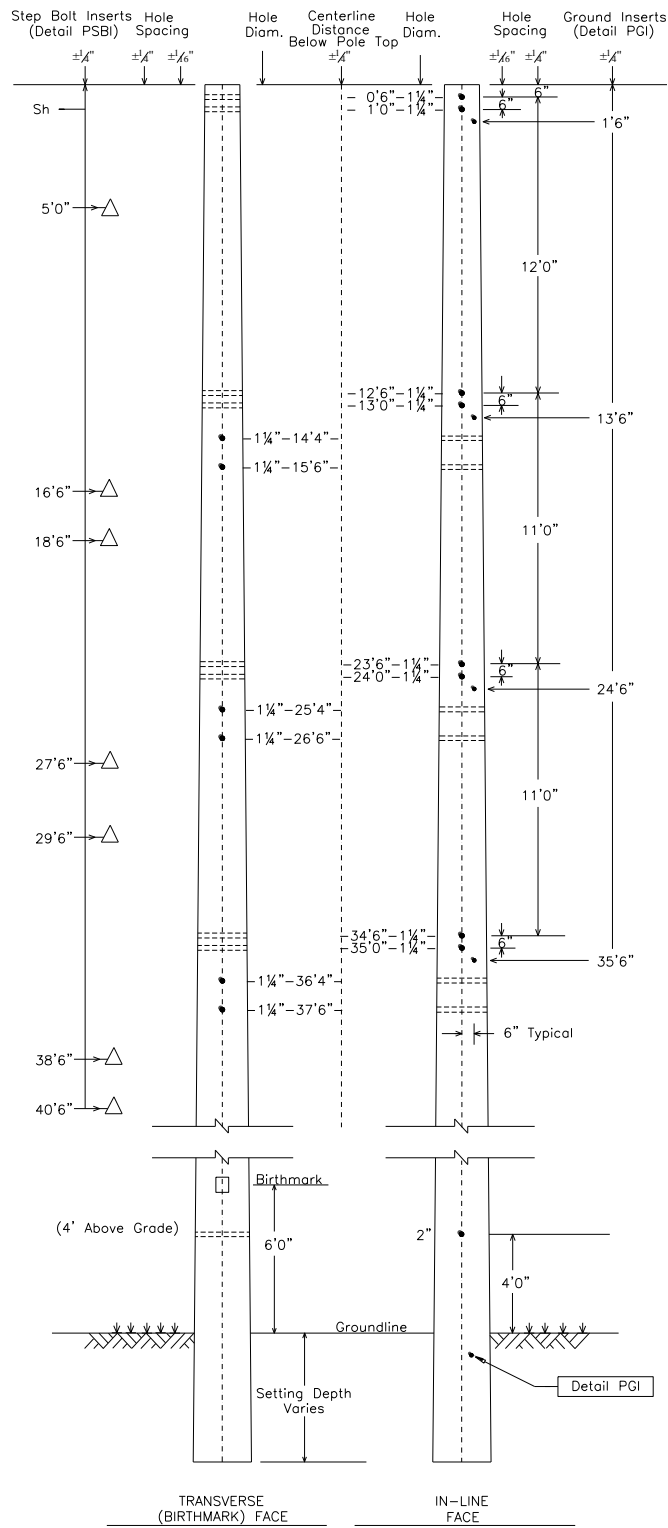 Step Bolt Inserts
(Detail PSBI)
±¼"
Hole
Spacing
±¼" ±1⁄16"
Hole
Diam.
Centerline
Distance
Below Pole Top
±¼"
Hole
Diam.
Hole
Spacing
±1⁄16" ±¼"
Ground Inserts
(Detail PGI)
±¼"
0'6"-1¼"
6"
Sh
1'0"-1¼"
6"
1'6"
5'0"
12'0"
12'6"-1¼"
6"
13'0"-1¼"
13'6"
1¼"-14'4"
1¼"-15'6"
16'6"
11'0"
18'6"
23'6"-1¼"
6"
24'0"-1¼"
24'6"
1¼"-25'4"
1¼"-26'6"
27'6"
11'0"
29'6"
34'6"-1¼"
6"
35'0"-1¼"
35'6"
1¼"-36'4"
1¼"-37'6"
6" Typical
38'6"
40'6"
Birthmark
(4' Above Grade)
6'0"
2"
4'0"
Groundline
Setting Depth
Varies
Detail PGI
TRANSVERSE
(BIRTHMARK) FACE
IN-LINE
FACE